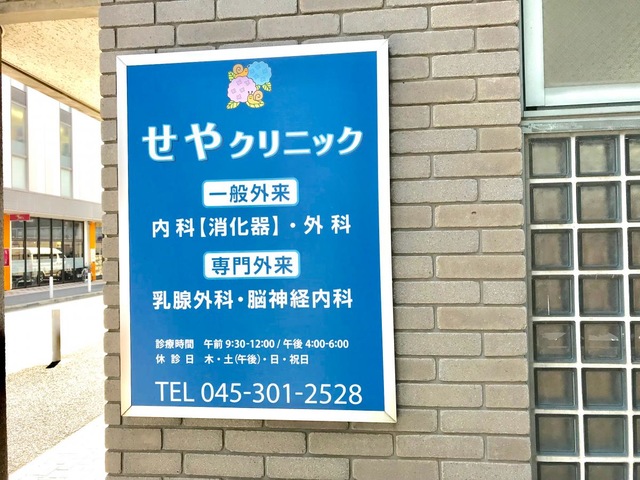 せやクリニック
一般外来
内科【消化器】・外科
専門外来
乳腺外科・脳神経内科
診療時間 午前 9:30-12:00 / 午後 4:00-6:00
休診日 木・土(午後)・日・祝日
TEL 045-301-2528